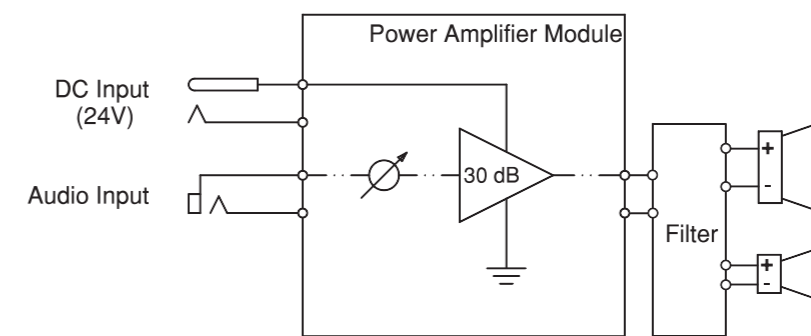 Power Amplifier Module
DC Input
(24V)
30 dB
Audio Input
Filter
+
-
+
-